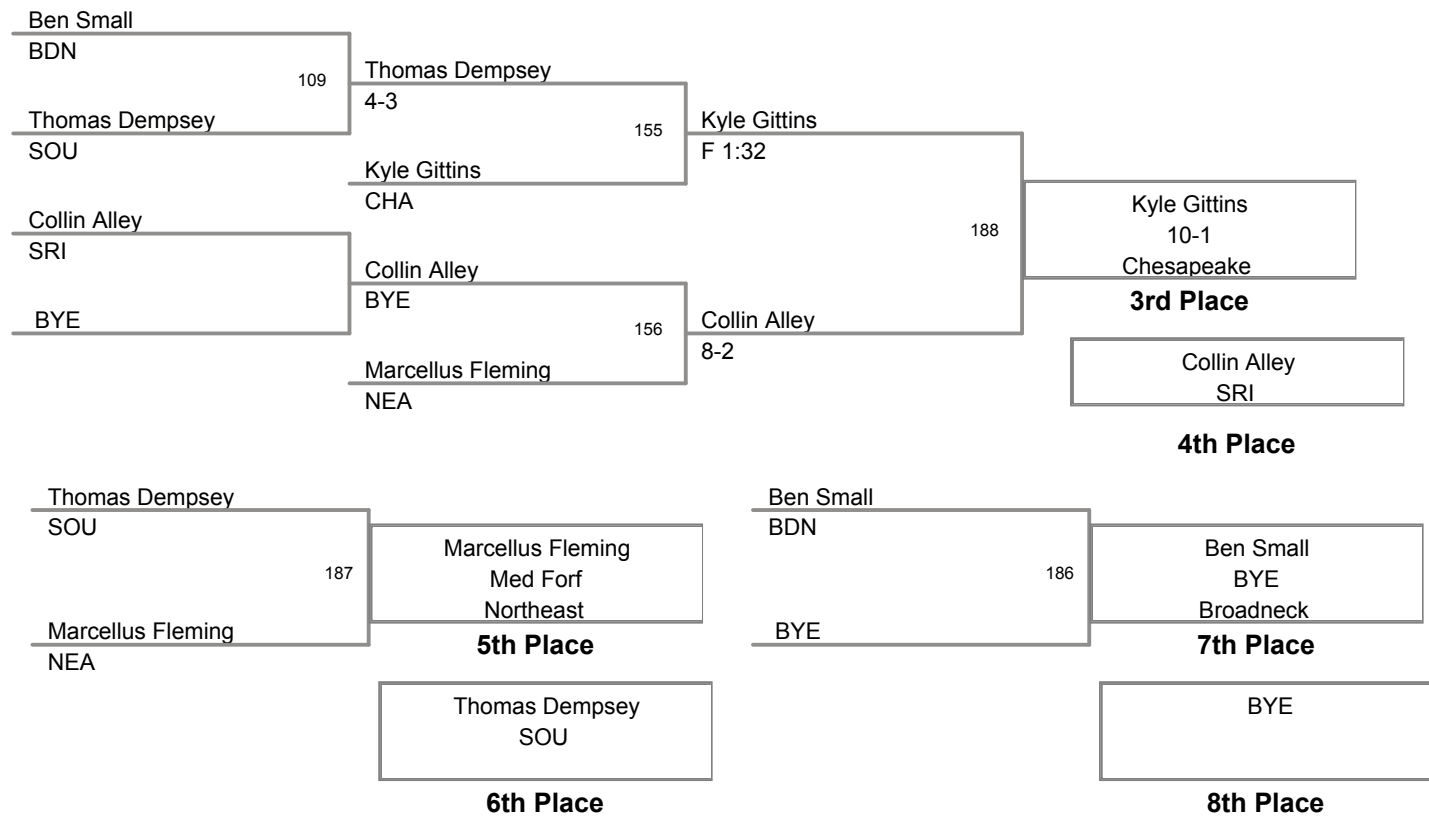 Ben Small
BDN
109
Thomas Dempsey
4-3
Thomas Dempsey
SOU
155
Kyle Gittins
F 1:32
Kyle Gittins
CHA
Collin Alley
SRI
188
Kyle Gittins
10-1
Chesapeake
3rd Place
Collin Alley
BYE
BYE
156
Collin Alley
8-2
Marcellus Fleming
NEA
Collin Alley
SRI
4th Place
Thomas Dempsey
SOU
187
Marcellus Fleming
Med Forf
Northeast
5th Place
Marcellus Fleming
NEA
Thomas Dempsey
SOU
6th Place
Ben Small
BDN
186
Ben Small
BYE
Broadneck
7th Place
BYE
BYE
8th Place